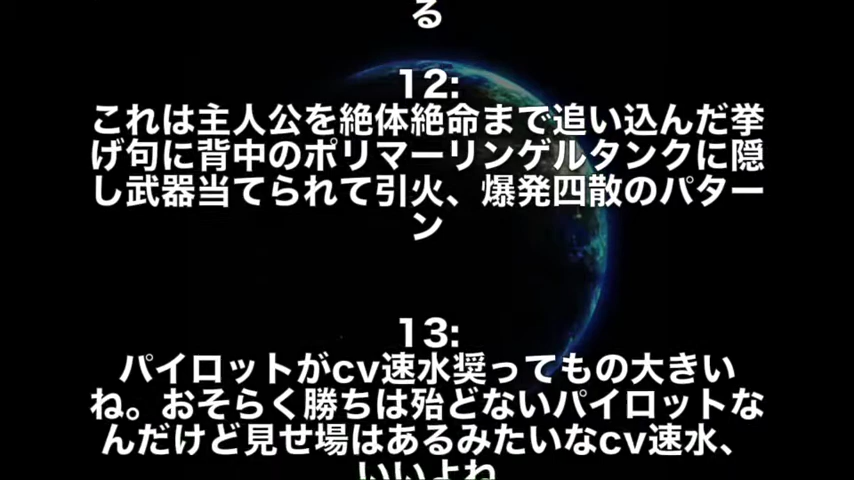 る
12:
これは主人公を絶体絶命まで追い込んだ挙
げ句に背中のポリマーリンゲルタンクに隠
し武器当てられて引火、爆発四散のパター
ン
13:
パイロットがcv速水奨ってもの大きい
ね。おそらく勝ちは殆どないパイロットな
んだけど見せ場はあるみたいなcv速水、
いいよね